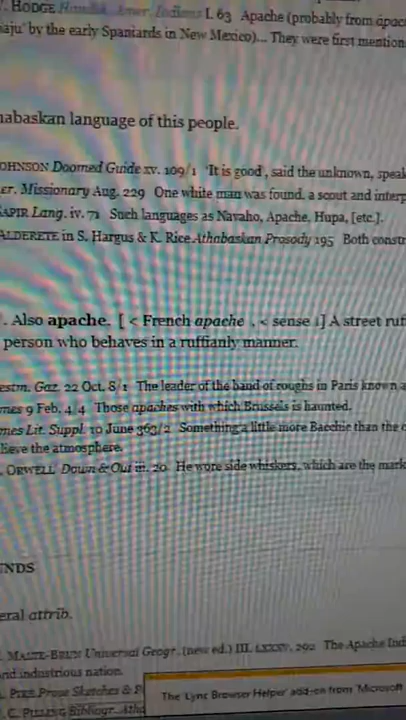 . HODGE Handbk. Amer. Indians I. 63 Apache (probably from ápac
āju' by the early Spaniards in New Mexico)... They were first mention
habaskan language of this people.
OHNSON Doomed Guide xv. 109/1 'It is good', said the unknown, speak
er. Missionary Aug. 229 One white man was found, a scout and interp
SAPIR Lang. iv. 71 Such languages as Navaho, Apache, Hupa, [etc.].
ALDERETE in S. Hargus & K. Rice Athabaskan Prosody 195 Both constr
. Also apache. [ < French apache , < sense 1] A street ruf
person who behaves in a ruffianly manner.
estm. Gaz. 22 Oct. 8/1 The leader of the band of roughs in Paris known a
mes 9 Feb. 4/4 Those apaches with which Brussels is haunted.
mes Lit. Suppl. 10 June 363/2 Something a little more Bacchic than the
lieve the atmosphere.
. ORWELL Down & Out iii. 20 He wore side whiskers, which are the mark
UNDS
eral attrib.
. MALTE-BRUN Universal Geogr. (new ed.) III. LXXXV. 292 The Apache Ind
nd industrious nation.
. PIKE Prose Sketches & P
The 'Lync Browser Helper' add-on from 'Microsoft
. C. PILLING Bibliogr. Atha